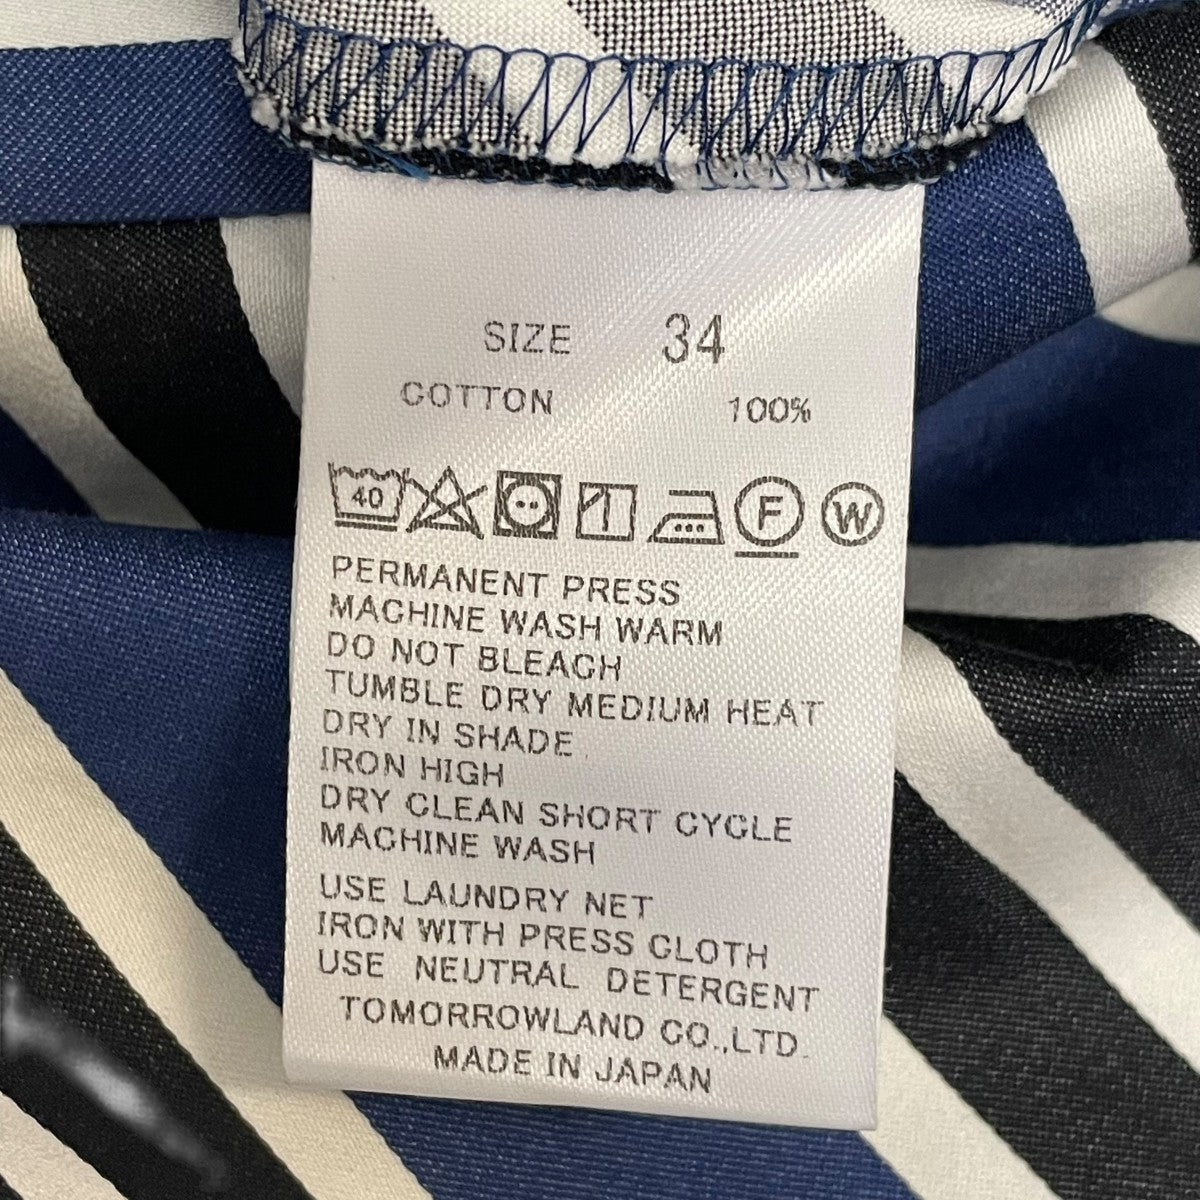 SIZE 34
COTTON 100%
40 F W
PERMANENT PRESS
MACHINE WASH WARM
DO NOT BLEACH
TUMBLE DRY MEDIUM HEAT
DRY IN SHADE
IRON HIGH
DRY CLEAN SHORT CYCLE
MACHINE WASH
USE LAUNDRY NET
IRON WITH PRESS CLOTH
USE NEUTRAL DETERGENT
TOMORROWLAND CO.,LTD.
MADE IN JAPAN